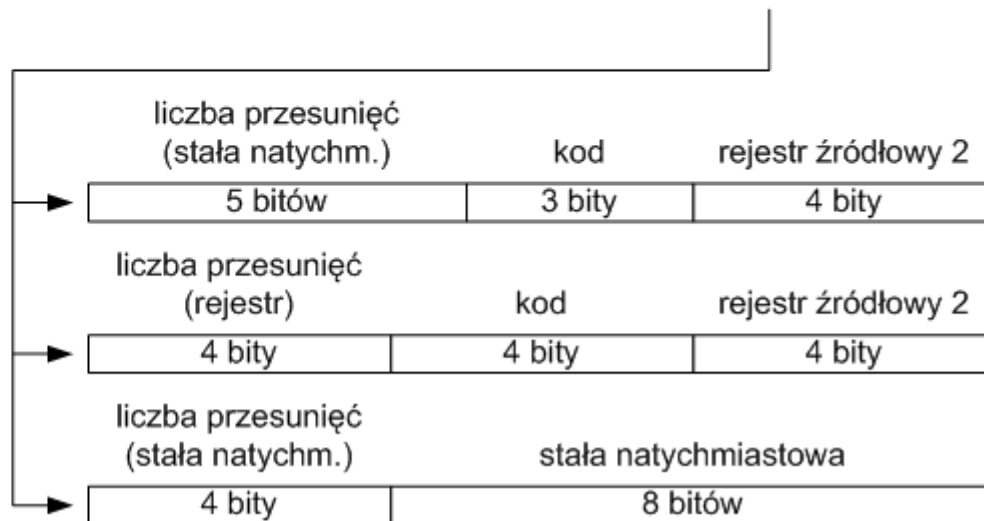 liczba przesunięć
(stała natychm.) kod rejestr źródłowy 2
5 bitów 3 bity 4 bity
liczba przesunięć
(rejestr) kod rejestr źródłowy 2
4 bity 4 bity 4 bity
liczba przesunięć
(stała natychm.) stała natychmiastowa
4 bity 8 bitów